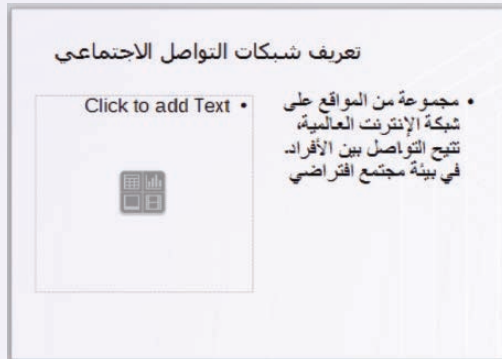 تعريف شبكات التواصل الاجتماعي
• مجموعة من المواقع على
شبكة الإنترنت العالمية،
تتيح التواصل بين الأفراد.
في بيئة مجتمع افتراضي
• Click to add Text